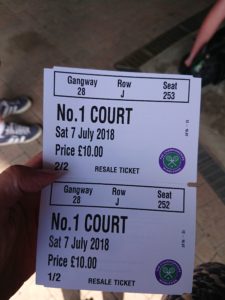 Gangway Row Seat
28 J 253
No.1 COURT
Sat 7 July 2018
Price £10.00
2/2 RESALE TICKET
Gangway Row Seat
28 J 252
No.1 COURT
Sat 7 July 2018
Price £10.00
1/2 RESALE TICKET